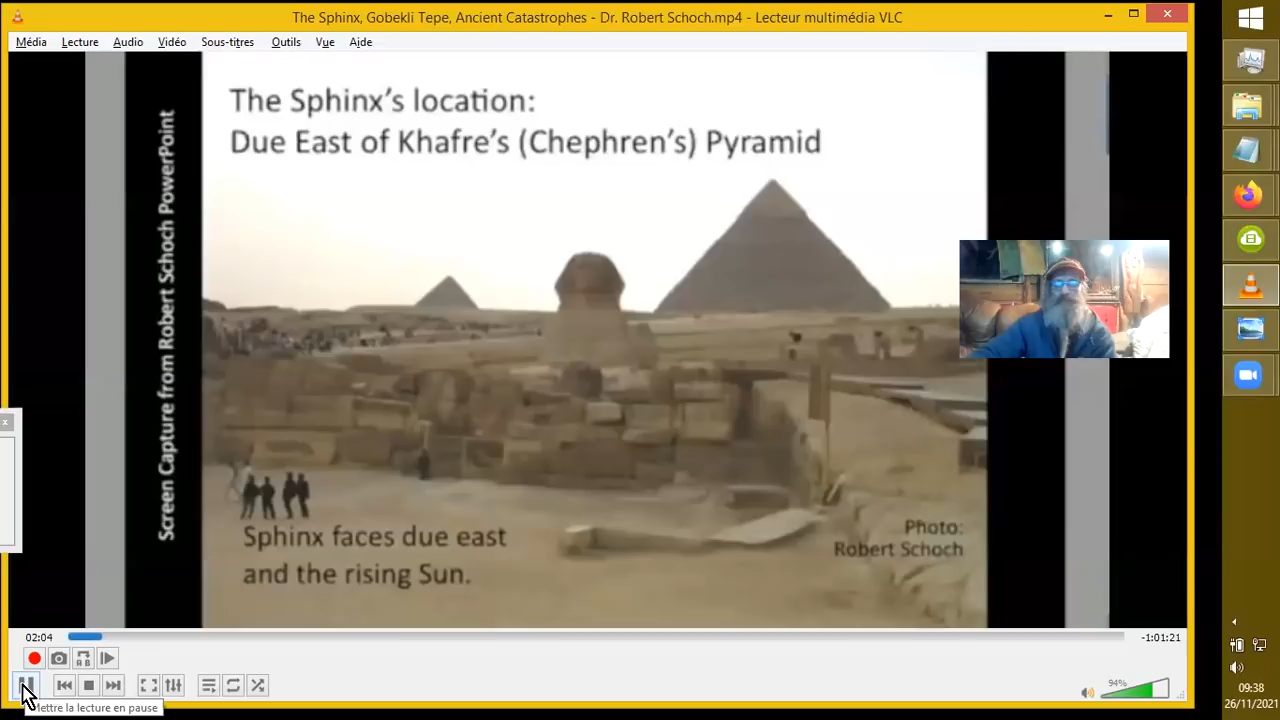 The Sphinx, Gobekli Tepe, Ancient Catastrophes - Dr. Robert Schoch.mp4 - Lecteur multimédia VLC
Média Lecture Audio Vidéo Sous-titres Outils Vue Aide
The Sphinx's location:
Due East of Khafre's (Chephren's) Pyramid
Screen Capture from Robert Schoch PowerPoint
Sphinx faces due east
and the rising Sun.
Photo:
Robert Schoch
02:04
-1:01:21
94%
Mettre la lecture en pause
09:38
26/11/2021